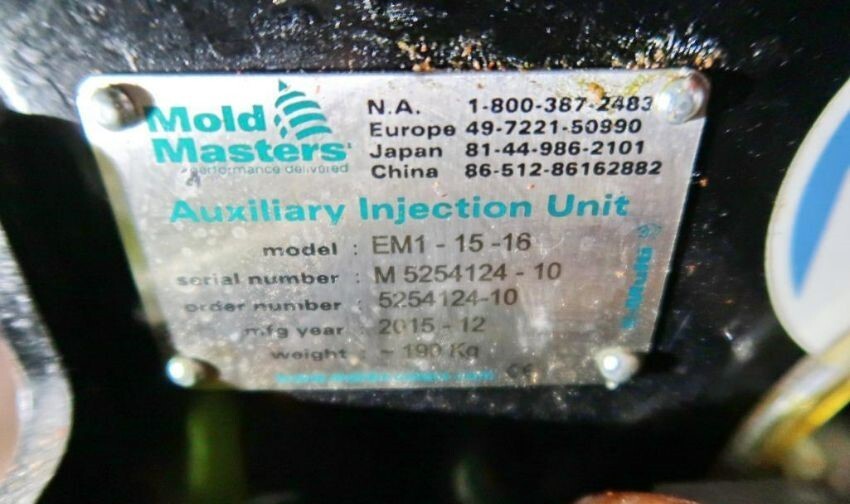 Mold
Masters
performance delivered
N.A. 1-800-387-2483
Europe 49-7221-50990
Japan 81-44-986-2101
China 86-512-86162882
Auxiliary Injection Unit
model : EM1 - 15 -16
serial number : M 5254124 - 10
order number : 5254124-10
mfg year : 2015 - 12
weight : ~ 190 Kg
CE